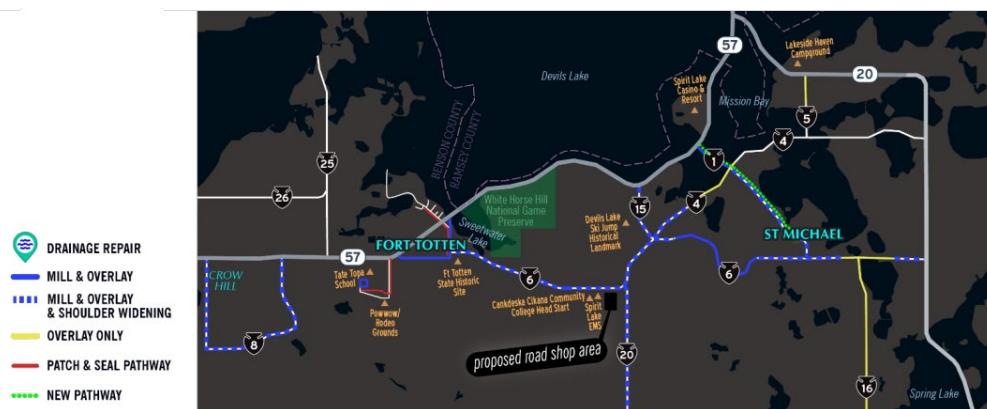 DRAINAGE REPAIR
MILL & OVERLAY
MILL & OVERLAY
& SHOULDER WIDENING
OVERLAY ONLY
PATCH & SEAL PATHWAY
NEW PATHWAY
57
Lakeside Haven
Campground
20
Devils Lake
Spirit Lake
Casino &
Resort
Mission Bay
5
4
1
BENSON COUNTY
RAMSEY COUNTY
25
26
White Horse Hill
National Game
Preserve
15
4
Sweetwater
Lake
Devils Lake
Ski Jump
Historical
Landmark
FORT TOTTEN
ST MICHAEL
57
CROW
HILL
Tate Topa
School
Ft Totten
State Historic
Site
6
6
Powwow/
Rodeo
Grounds
Cankdeska Cikana Community
College Head Start
Spirit
Lake
EMS
8
proposed road shop area
20
16
Spring Lake